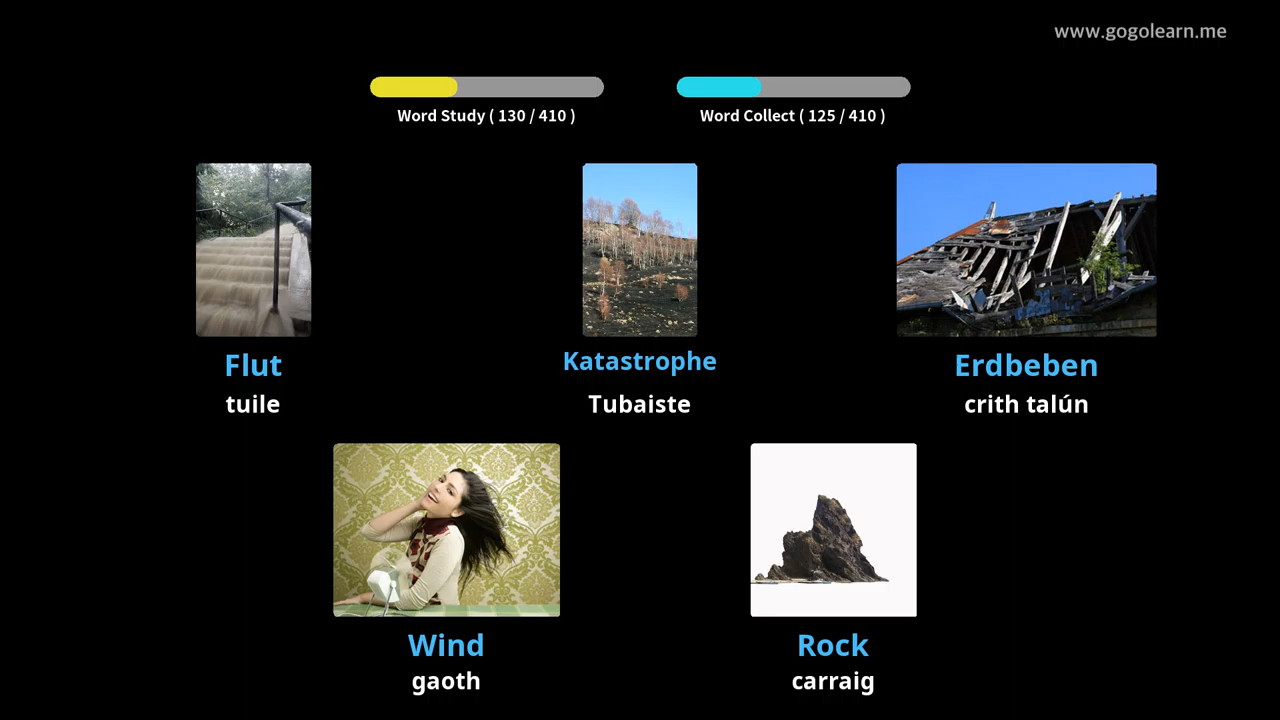 www.gogolearn.me
Word Study ( 130 / 410 )
Word Collect ( 125 / 410 )
Flut
tuile
Katastrophe
Tubaiste
Erdbeben
crith talún
Wind
gaoth
Rock
carraig